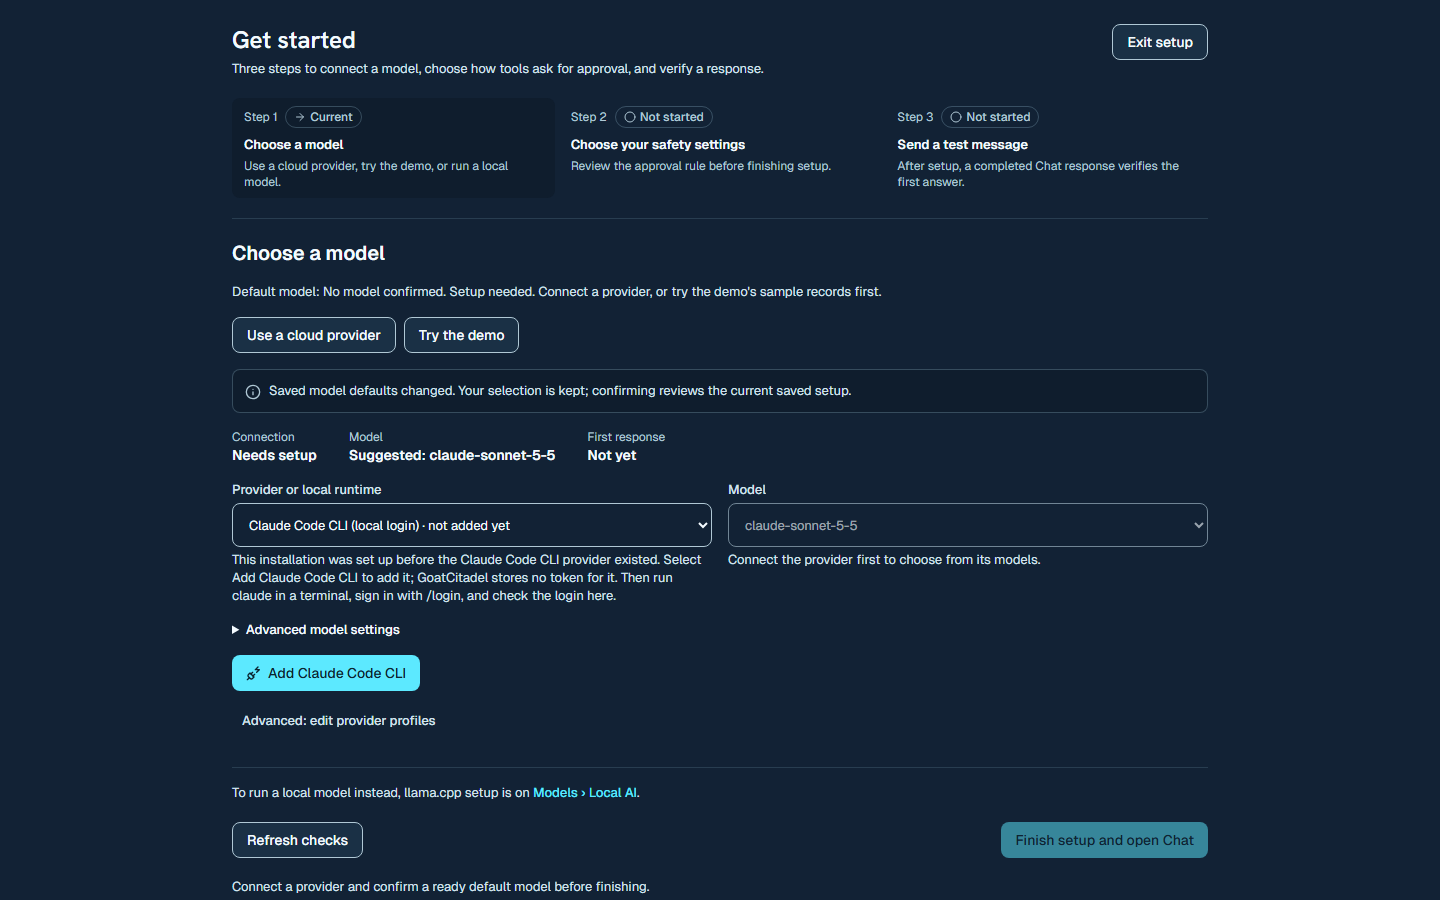 Get started
Exit setup
Three steps to connect a model, choose how tools ask for approval, and verify a response.
Step 1 → Current
Choose a model
Use a cloud provider, try the demo, or run a local
model.
Step 2 Not started
Choose your safety settings
Review the approval rule before finishing setup.
Step 3 Not started
Send a test message
After setup, a completed Chat response verifies the
first answer.
Choose a model
Default model: No model confirmed. Setup needed. Connect a provider, or try the demo's sample records first.
Use a cloud provider
Try the demo
Saved model defaults changed. Your selection is kept; confirming reviews the current saved setup.
Connection
Needs setup
Model
Suggested: claude-sonnet-5-5
First response
Not yet
Provider or local runtime
Claude Code CLI (local login) · not added yet
This installation was set up before the Claude Code CLI provider existed. Select
Add Claude Code CLI to add it; GoatCitadel stores no token for it. Then run
claude in a terminal, sign in with /login, and check the login here.
Model
claude-sonnet-5-5
Connect the provider first to choose from its models.
Advanced model settings
Add Claude Code CLI
Advanced: edit provider profiles
To run a local model instead, llama.cpp setup is on Models › Local AI.
Refresh checks
Finish setup and open Chat
Connect a provider and confirm a ready default model before finishing.